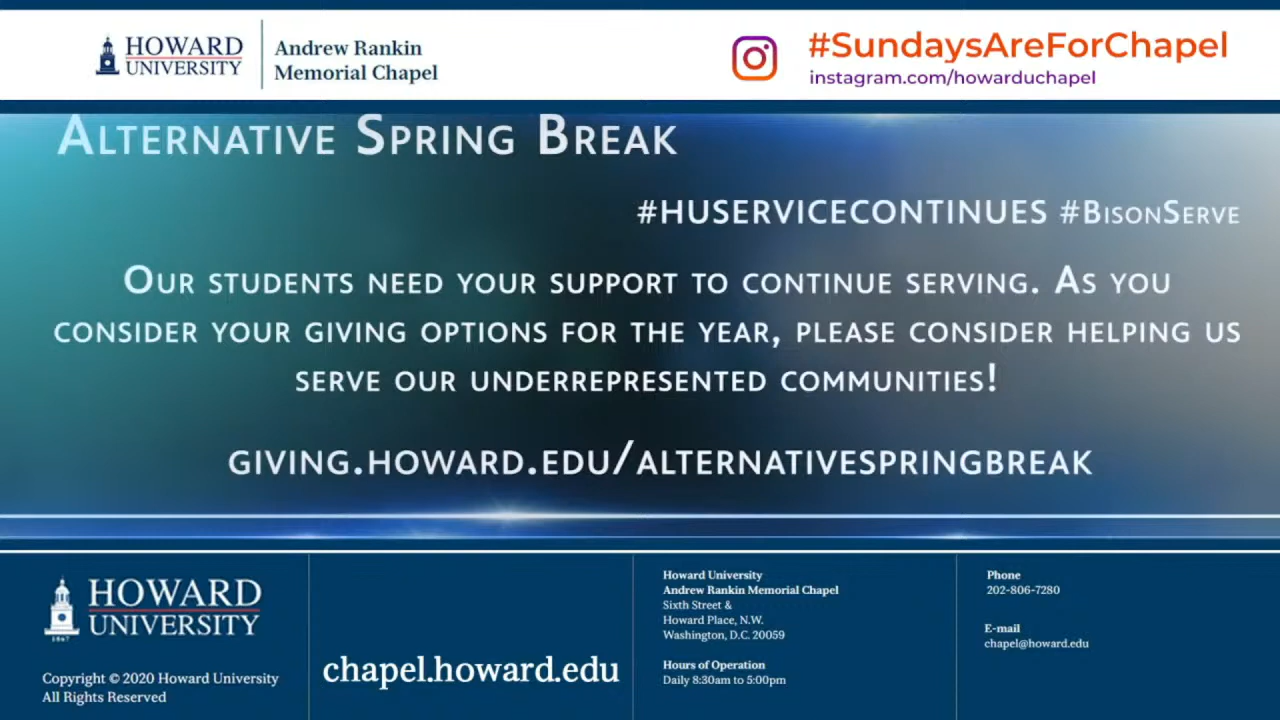 HOWARD
UNIVERSITY
Andrew Rankin
Memorial Chapel
#SundaysAreForChapel
instagram.com/howarduchapel
ALTERNATIVE SPRING BREAK
#HUSERVICECONTINUES #BISONSERVE
OUR STUDENTS NEED YOUR SUPPORT TO CONTINUE SERVING. AS YOU
CONSIDER YOUR GIVING OPTIONS FOR THE YEAR, PLEASE CONSIDER HELPING US
SERVE OUR UNDERREPRESENTED COMMUNITIES!
GIVING.HOWARD.EDU/ALTERNATIVESPRINGBREAK
HOWARD
UNIVERSITY
1867
Copyright © 2020 Howard University
All Rights Reserved
chapel.howard.edu
Howard University
Andrew Rankin Memorial Chapel
Sixth Street &
Howard Place, N.W.
Washington, D.C. 20059
Hours of Operation
Daily 8:30am to 5:00pm
Phone
202-806-7280
E-mail
chapel@howard.edu